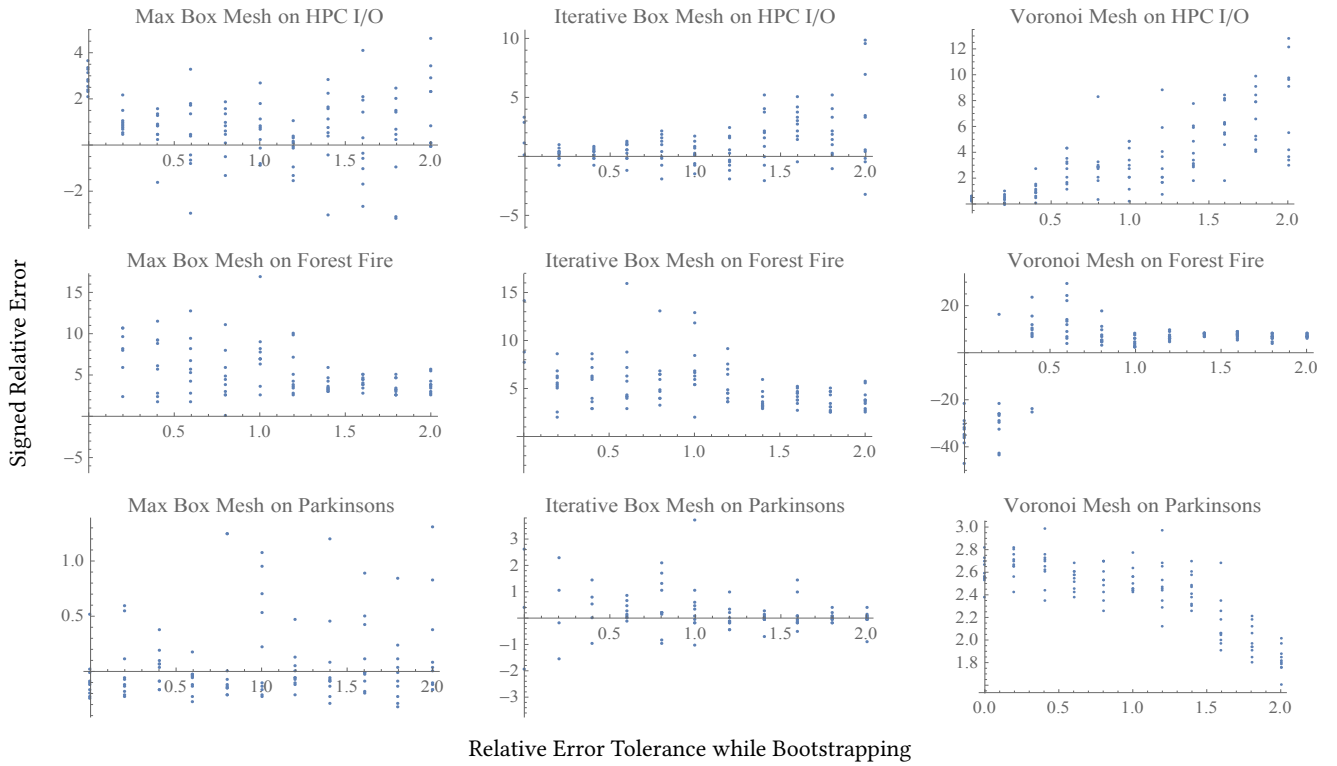 Max Box Mesh on HPC I/O
Iterative Box Mesh on HPC I/O
Voronoi Mesh on HPC I/O
4
2
−2
0.5 1.0 1.5 2.0
10
5
−5
0.5 1.0 1.5 2.0
12
10
8
6
4
2
0.5 1.0 1.5 2.0
Signed Relative Error
Max Box Mesh on Forest Fire
Iterative Box Mesh on Forest Fire
Voronoi Mesh on Forest Fire
15
10
5
−5
0.5 1.0 1.5 2.0
15
10
5
0.5 1.0 1.5 2.0
20
−20
−40
0.5 1.0 1.5 2.0
Max Box Mesh on Parkinsons
Iterative Box Mesh on Parkinsons
Voronoi Mesh on Parkinsons
1.0
0.5
0.5 1.0 1.5 2.0
3
2
1
−1
−2
−3
0.5 1.0 1.5 2.0
3.0
2.8
2.6
2.4
2.2
2.0
1.8
0.0 0.5 1.0 1.5 2.0
Relative Error Tolerance while Bootstrapping